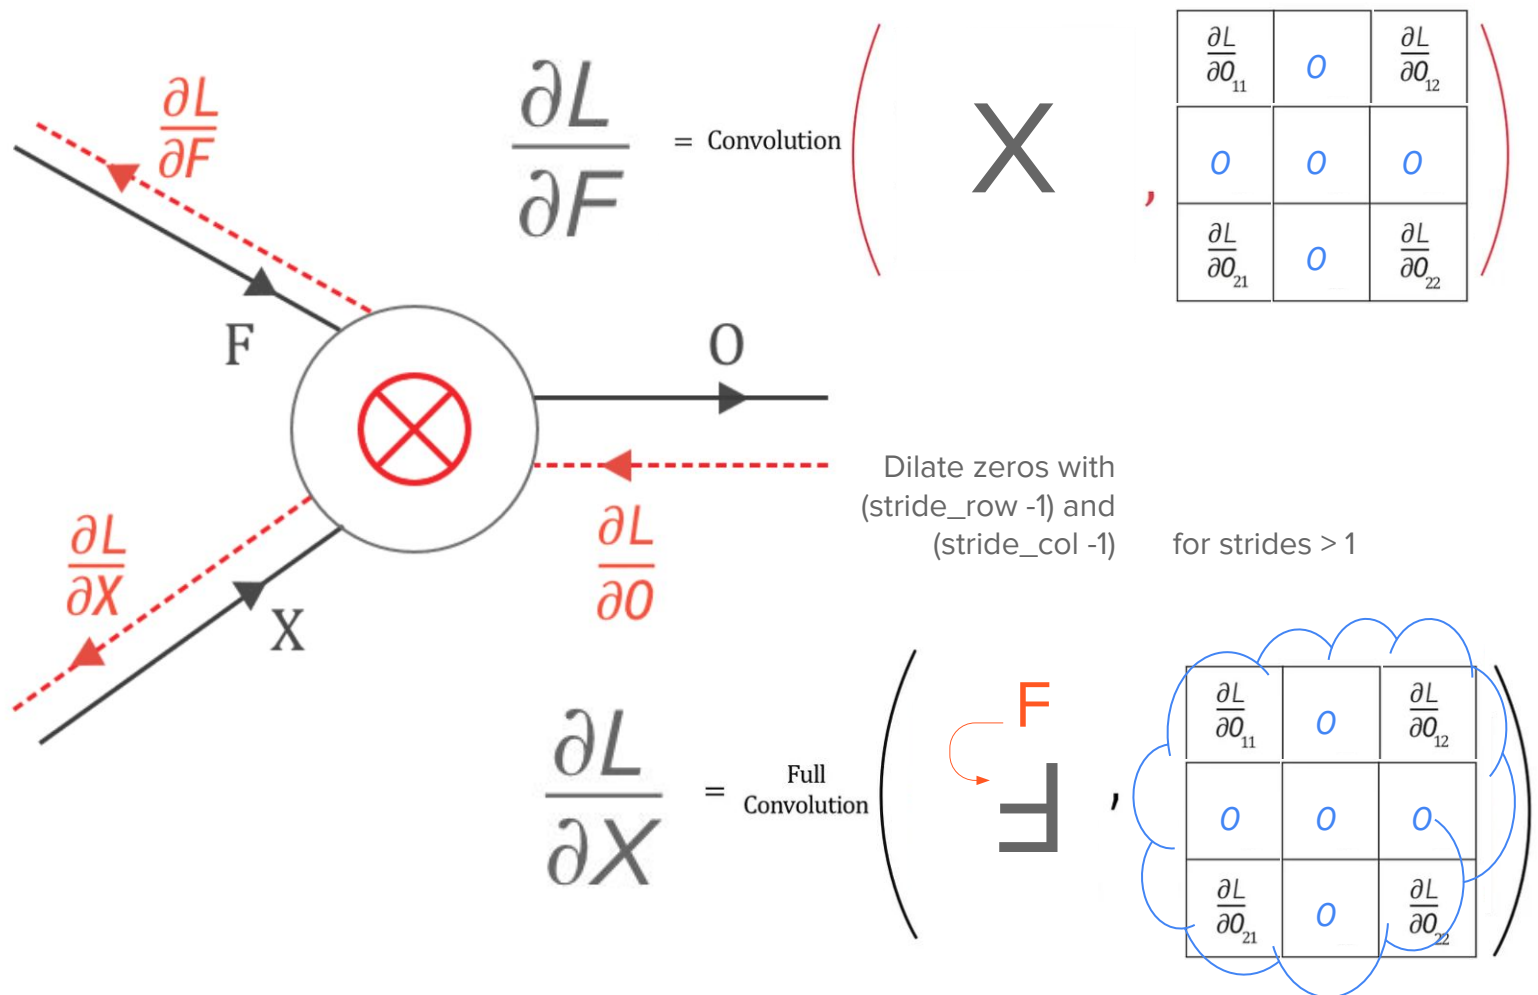 ∂L
∂F
∂L
∂F
= Convolution
( X ,
∂L
∂O11
0
∂L
∂O12
0
0
0
∂L
∂O21
0
∂L
∂O22
)
F
O
Dilate zeros with
(stride_row -1) and
(stride_col -1) for strides > 1
∂L
∂X
∂L
∂O
X
∂L
∂X
= Full
Convolution
( F
F ,
∂L
∂O11
0
∂L
∂O12
0
0
0
∂L
∂O21
0
∂L
∂O22
)